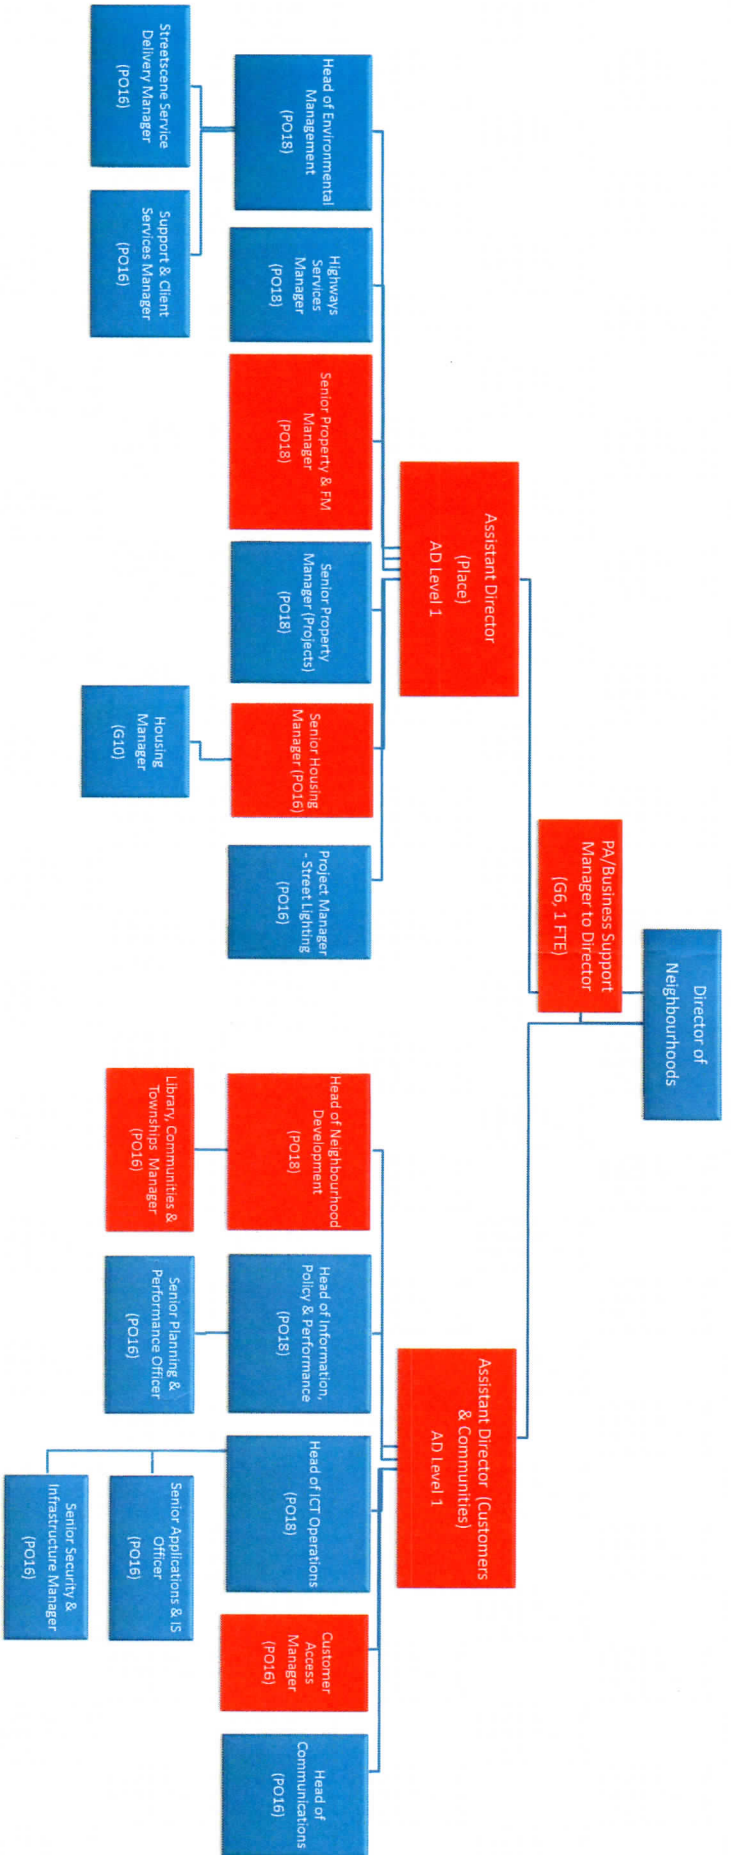 Director of
Neighbourhoods
PA/Business Support
Manager to Director
(G6, 1 FTE)
Assistant Director
(Place)
AD Level 1
Assistant Director (Customers
& Communities)
AD Level 1
Head of Environmental
Management
(PO18)
Highways
Services
Manager
(PO18)
Senior Property & FM
Manager
(PO18)
Senior Property
Manager (Projects)
(PO18)
Senior Housing
Manager (PO16)
Project Manager
- Street Lighting
(PO16)
Head of Neighbourhood
Development
(PO18)
Head of Information,
Policy & Performance
(PO18)
Head of ICT Operations
(PO18)
Customer
Access
Manager
(PO16)
Head of
Communications
(PO16)
Streetscene Service
Delivery Manager
(PO16)
Support & Client
Services Manager
(PO16)
Housing
Manager
(G10)
Library, Communities &
Townships Manager
(PO16)
Senior Planning &
Performance Officer
(PO16)
Senior Applications & IS
Officer
(PO16)
Senior Security &
Infrastructure Manager
(PO16)